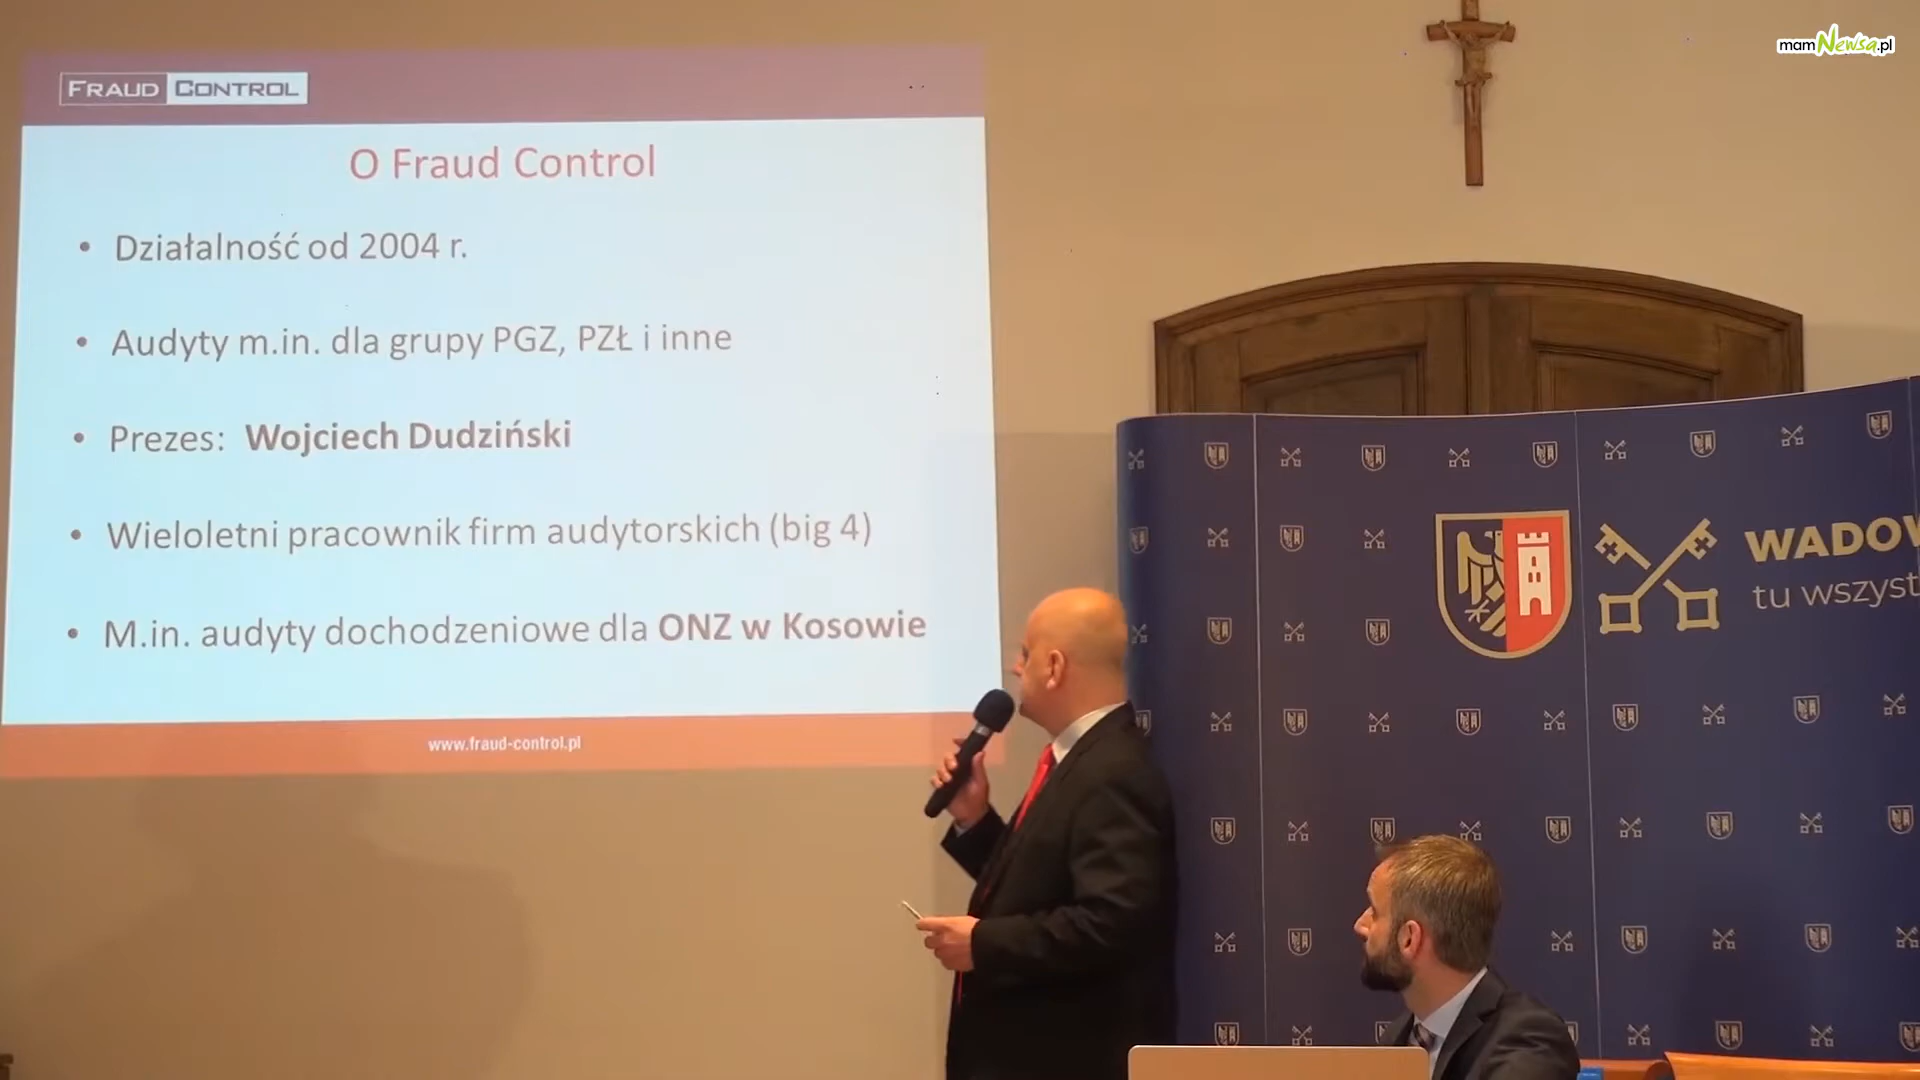 mamNewsa.pl
FRAUD CONTROL
O Fraud Control
• Działalność od 2004 r.
• Audyty m.in. dla grupy PGZ, PZŁ i inne
• Prezes: Wojciech Dudziński
• Wieloletni pracownik firm audytorskich (big 4)
• M.in. audyty dochodzeniowe dla ONZ w Kosowie
www.fraud-control.pl
WADOW
tu wszyst